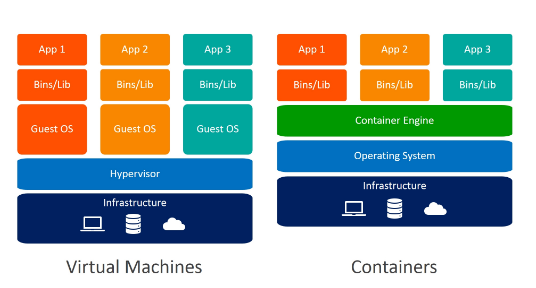 App 1 App 2 App 3
Bins/Lib Bins/Lib Bins/Lib
Guest OS Guest OS Guest OS
Hypervisor
Infrastructure
Virtual Machines
App 1 App 2 App 3
Bins/Lib Bins/Lib Bins/Lib
Container Engine
Operating System
Infrastructure
Containers